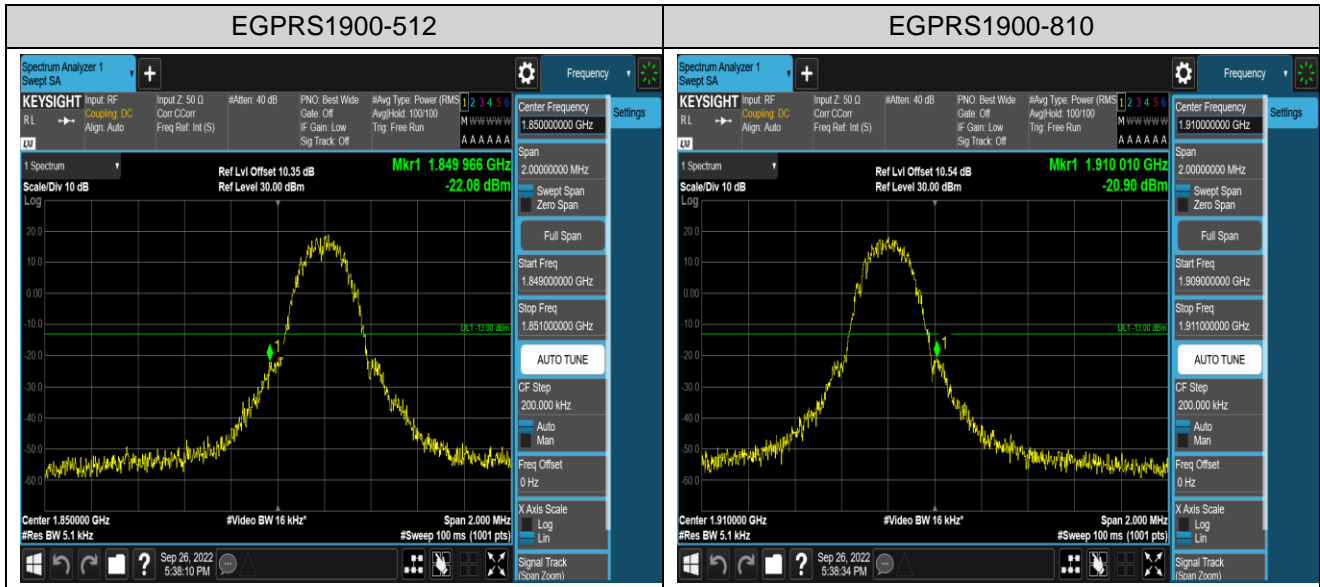 EGPRS1900-512
EGPRS1900-810
Spectrum Analyzer 1
Swept SA
Frequency
KEYSIGHT
Input: RF
Input Z: 50 Ω
#Atten: 40 dB
PNO: Best Wide
#Avg Type: Power (RMS
1 2 3 4 5 6
RL
Coupling: DC
Corr CCorr
Gate: Off
Avg|Hold: 100/100
M W W W W W
Align: Auto
Freq Ref: Int (S)
IF Gain: Low
Trig: Free Run
Sig Track: Off
A A A A A A
LXI
1 Spectrum
Ref Lvl Offset 10.35 dB
Mkr1 1.849 966 GHz
Scale/Div 10 dB
Ref Level 30.00 dBm
-22.08 dBm
Log
20.0
10.0
0.00
-10.0
DL1 -13.00 dBm
1
-20.0
-30.0
-40.0
-50.0
-60.0
Center 1.850000 GHz
#Video BW 16 kHz*
Span 2.000 MHz
#Res BW 5.1 kHz
#Sweep 100 ms (1001 pts)
Sep 26, 2022
5:38:10 PM
Center Frequency
1.850000000 GHz
Settings
Span
2.00000000 MHz
Swept Span
Zero Span
Full Span
Start Freq
1.849000000 GHz
Stop Freq
1.851000000 GHz
AUTO TUNE
CF Step
200.000 kHz
Auto
Man
Freq Offset
0 Hz
X Axis Scale
Log
Lin
Signal Track
(Span Zoom)
Spectrum Analyzer 1
Swept SA
Frequency
KEYSIGHT
Input: RF
Input Z: 50 Ω
#Atten: 40 dB
PNO: Best Wide
#Avg Type: Power (RMS
1 2 3 4 5 6
RL
Coupling: DC
Corr CCorr
Gate: Off
Avg|Hold: 100/100
M W W W W W
Align: Auto
Freq Ref: Int (S)
IF Gain: Low
Trig: Free Run
Sig Track: Off
A A A A A A
LXI
1 Spectrum
Ref Lvl Offset 10.54 dB
Mkr1 1.910 010 GHz
Scale/Div 10 dB
Ref Level 30.00 dBm
-20.90 dBm
Log
20.0
10.0
0.00
-10.0
DL1 -13.00 dBm
1
-20.0
-30.0
-40.0
-50.0
-60.0
Center 1.910000 GHz
#Video BW 16 kHz*
Span 2.000 MHz
#Res BW 5.1 kHz
#Sweep 100 ms (1001 pts)
Sep 26, 2022
5:38:34 PM
Center Frequency
1.910000000 GHz
Settings
Span
2.00000000 MHz
Swept Span
Zero Span
Full Span
Start Freq
1.909000000 GHz
Stop Freq
1.911000000 GHz
AUTO TUNE
CF Step
200.000 kHz
Auto
Man
Freq Offset
0 Hz
X Axis Scale
Log
Lin
Signal Track
(Span Zoom)